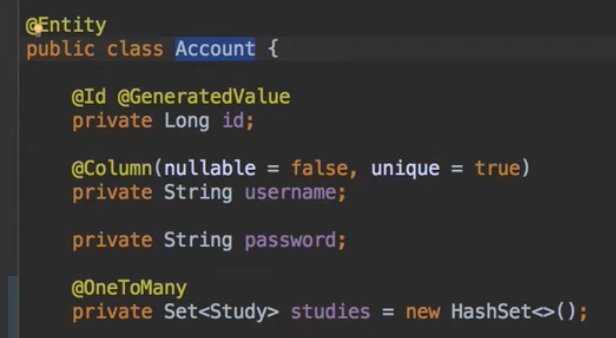 @Entity
public class Account {
@Id @GeneratedValue
private Long id;
@Column(nullable = false, unique = true)
private String username;
private String password;
@OneToMany
private Set<Study> studies = new HashSet<>();